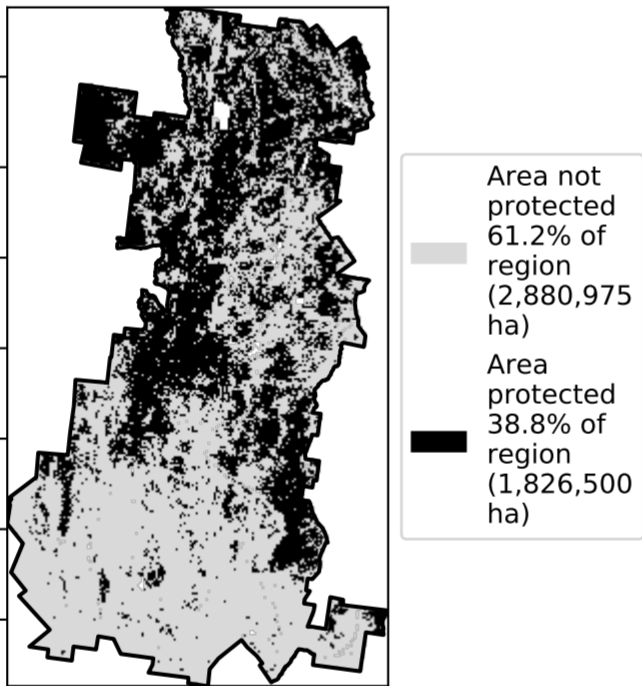 Area not
protected
61.2% of
region
(2,880,975
ha)
Area
protected
38.8% of
region
(1,826,500
ha)